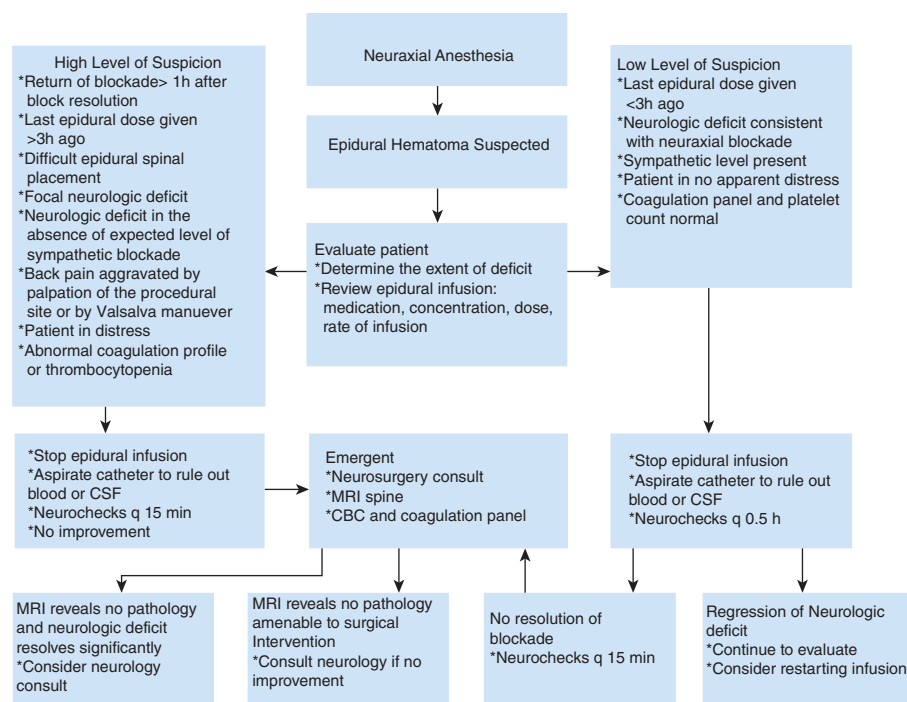 Neuraxial Anesthesia
Epidural Hematoma Suspected
Evaluate patient
*Determine the extent of deficit
*Review epidural infusion:
medication, concentration, dose,
rate of infusion
High Level of Suspicion
*Return of blockade> 1h after
block resolution
*Last epidural dose given
>3h ago
*Difficult epidural spinal
placement
*Focal neurologic deficit
*Neurologic deficit in the
absence of expected level of
sympathetic blockade
*Back pain aggravated by
palpation of the procedural
site or by Valsalva manuever
*Patient in distress
*Abnormal coagulation profile
or thrombocytopenia
Low Level of Suspicion
*Last epidural dose given
<3h ago
*Neurologic deficit consistent
with neuraxial blockade
*Sympathetic level present
*Patient in no apparent distress
*Coagulation panel and platelet
count normal
*Stop epidural infusion
*Aspirate catheter to rule out
blood or CSF
*Neurochecks q 15 min
*No improvement
Emergent
*Neurosurgery consult
*MRI spine
*CBC and coagulation panel
*Stop epidural infusion
*Aspirate catheter to rule out
blood or CSF
*Neurochecks q 0.5 h
MRI reveals no pathology
and neurologic deficit
resolves significantly
*Consider neurology
consult
MRI reveals no pathology
amenable to surgical
Intervention
*Consult neurology if no
improvement
No resolution of
blockade
*Neurochecks q 15 min
Regression of Neurologic
deficit
*Continue to evaluate
*Consider restarting infusion